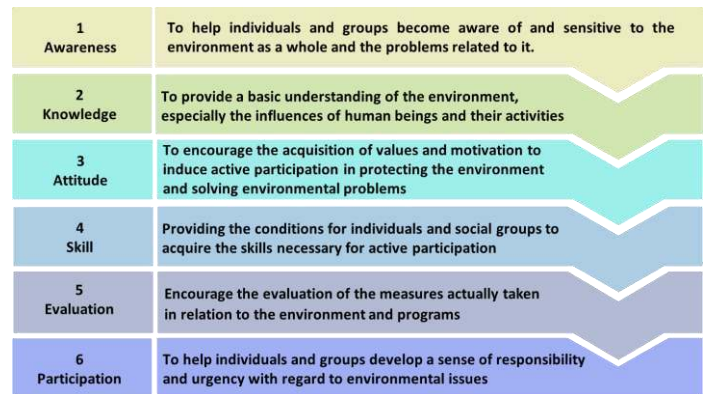 1
Awareness
To help individuals and groups become aware of and sensitive to the
environment as a whole and the problems related to it.
2
Knowledge
To provide a basic understanding of the environment,
especially the influences of human beings and their activities
3
Attitude
To encourage the acquisition of values and motivation to
induce active participation in protecting the environment
and solving environmental problems
4
Skill
Providing the conditions for individuals and social groups to
acquire the skills necessary for active participation
5
Evaluation
Encourage the evaluation of the measures actually taken
in relation to the environment and programs
6
Participation
To help individuals and groups develop a sense of responsibility
and urgency with regard to environmental issues